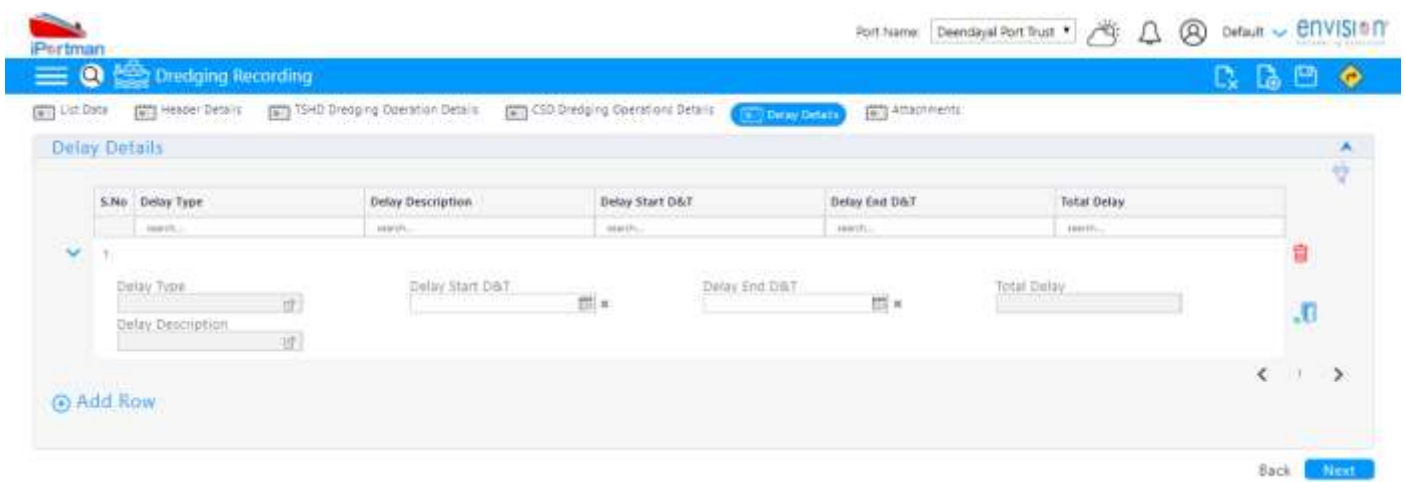 iPortman
Port Name: Deendayal Port Trust Default envision
Dredging Recording
List Data Header Details TSHD Dredging Operation Details CSD Dredging Operations Details Delay Details Attachments
Delay Details
S.No Delay Type Delay Description Delay Start D&T Delay End D&T Total Delay
search... search... search... search... search...
1
Delay Type Delay Start D&T Delay End D&T Total Delay
Delay Description
1
Add Row
Back Next